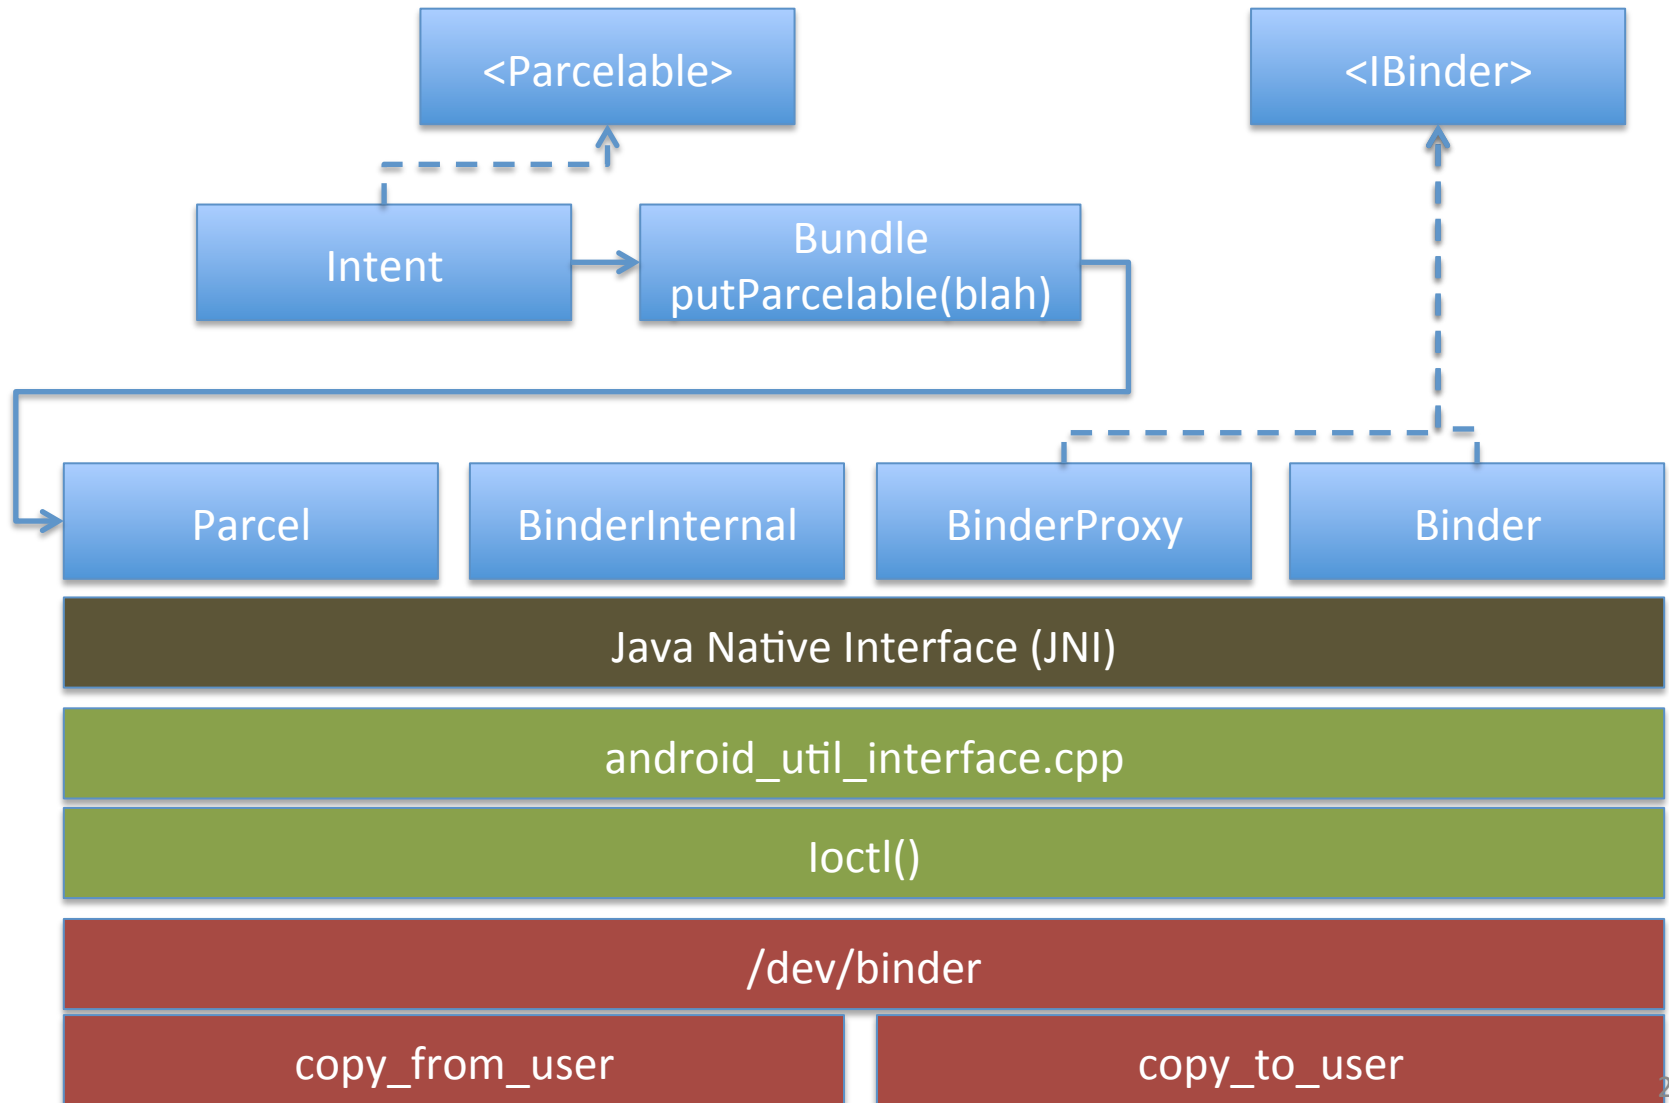 <Parcelable>
<IBinder>
Intent
Bundle
putParcelable(blah)
Parcel
BinderInternal
BinderProxy
Binder
Java Native Interface (JNI)
android_util_interface.cpp
Ioctl()
/dev/binder
copy_from_user
copy_to_user